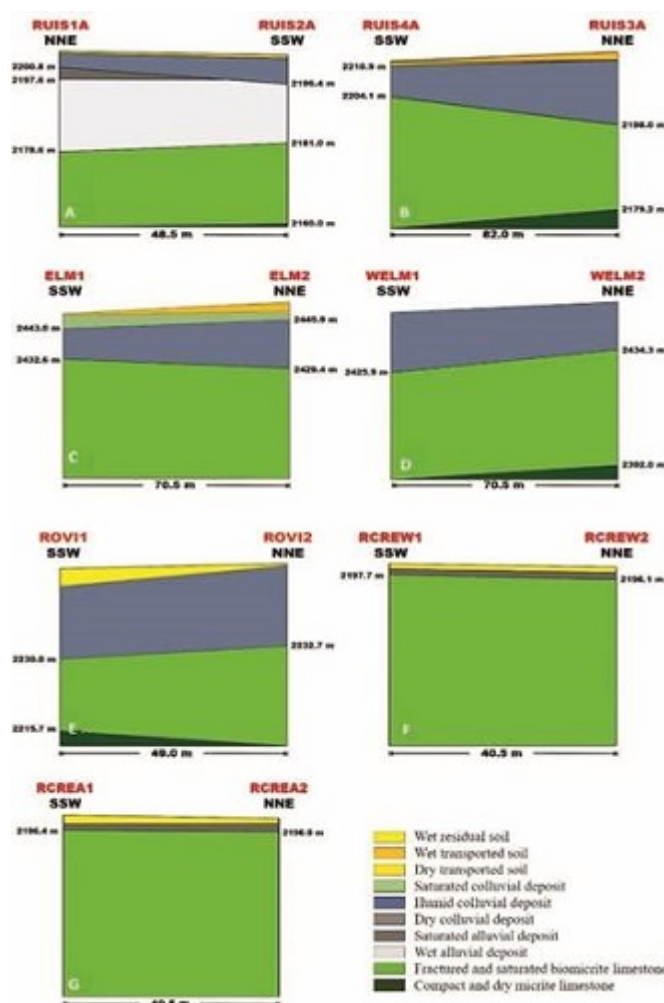 RUIS1A RUIS2A
NNE SSW
2200.8 m
2197.6 m
2195.4 m
2178.6 m
2181.0 m
2160.0 m
A
48.5 m
RUIS4A RUIS3A
SSW NNE
2210.9 m
2204.1 m
2198.0 m
2179.2 m
B
82.0 m
ELM1 ELM2
SSW NNE
2443.0 m
2445.9 m
2432.6 m
2429.4 m
C
70.5 m
WELM1 WELM2
SSW NNE
2425.9 m
2434.3 m
2392.0 m
D
70.5 m
ROVI1 ROVI2
SSW NNE
2230.0 m
2232.7 m
2215.7 m
E
49.0 m
RCREW1 RCREW2
SSW NNE
2197.7 m
2196.1 m
F
40.5 m
RCREA1 RCREA2
SSW NNE
2196.4 m
2196.9 m
G
Wet residual soil
Wet transported soil
Dry transported soil
Saturated colluvial deposit
Humid colluvial deposit
Dry colluvial deposit
Saturated alluvial deposit
Wet alluvial deposit
Fractured and saturated biomicrite limestone
Compact and dry micrite limestone